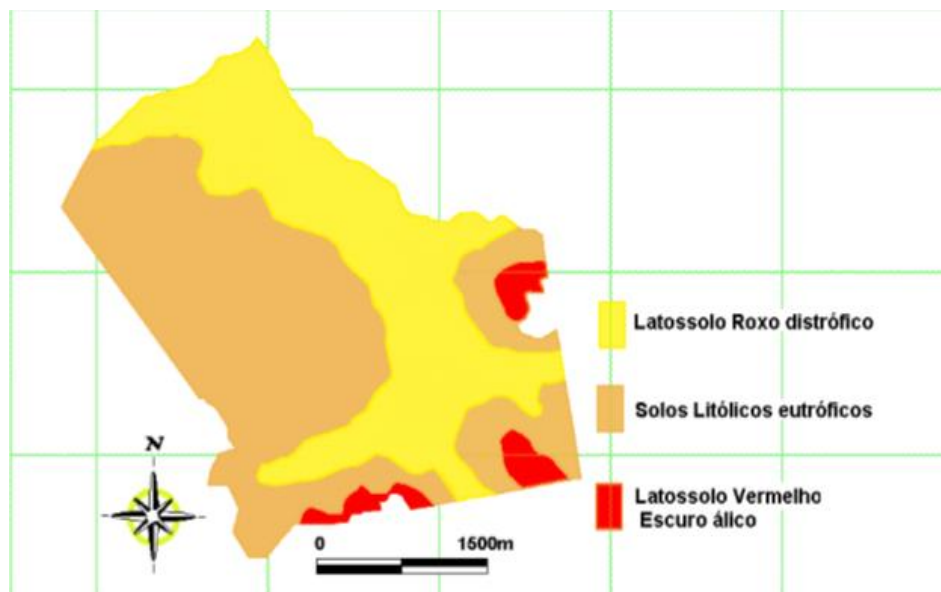 Latossolo Roxo distrófico
Solos Litólicos eutróficos
Latossolo Vermelho
Escuro álico
N
0 1500m